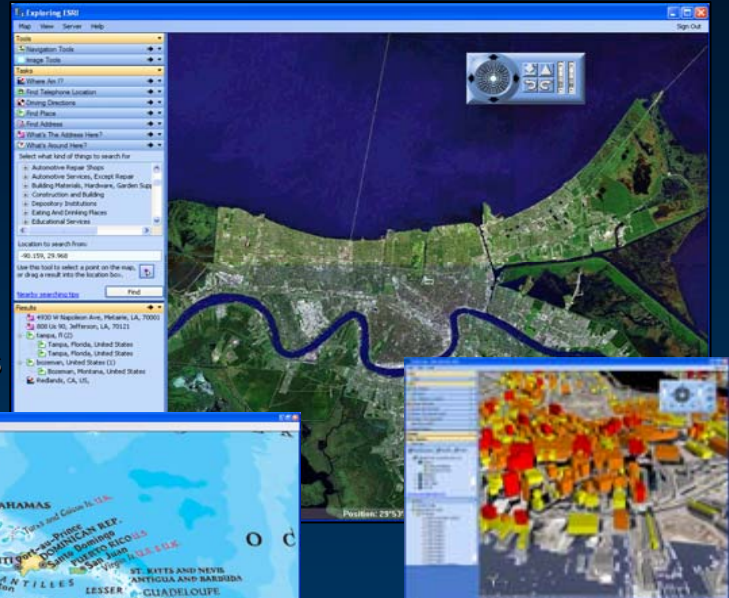 Exploring ESRI
Map View Server Help Sign Out
Tools
Navigation Tools
Image Tools
Tasks
Where Am I?
Find Telephone Location
Driving Directions
Find Place
Find Address
What's The Address Here?
What's Around Here?
Select what kind of things to search for
Automotive Repair Shops
Automotive Services, Except Repair
Building Materials, Hardware, Garden Supp
Construction and Building
Depository Institutions
Eating And Drinking Places
Educational Services
Location to search from:
-90.159, 29.968
Use this tool to select a point on the map,
or drag a result into the location box.
Nearby searching tips
Find
Results
4930 W Napoleon Ave, Metairie, LA, 70001
808 Us 90, Jefferson, LA, 70121
tampa, fl (2)
Tampa, Florida, United States
Tampa, Florida, United States
bozeman, United States (1)
Bozeman, Montana, United States
Redlands, CA, US,
Position: 29°53'
AHAMAS
Turks and Caicos Is. U.K.
Port-au-Prince
DOMINICAN REP.
Santo Domingo
PUERTO RICO U.S.
San Juan
Virgin Is. U.S. & U.K.
O C
ST. KITTS AND NEVIS
ANTIGUA AND BARBUDA
ANTILLES
LESSER
GUADELOUPE